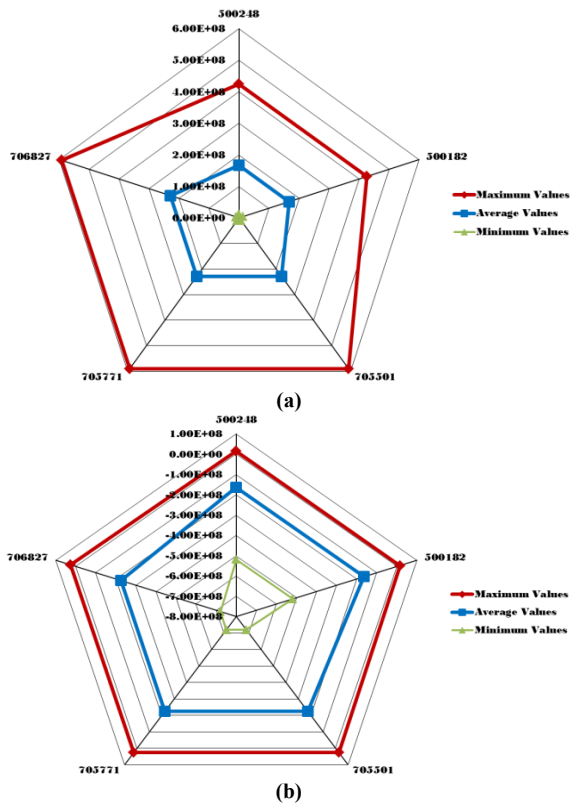 500248
6.00E+08
5.00E+08
4.00E+08
3.00E+08
2.00E+08
1.00E+08
0.00E+00
706827
500182
705771
705501
Maximum Values
Average Values
Minimum Values
(a)
500248
1.00E+08
0.00E+00
-1.00E+08
-2.00E+08
-3.00E+08
-4.00E+08
-5.00E+08
-6.00E+08
-7.00E+08
-8.00E+08
706827
500182
705771
705501
Maximum Values
Average Values
Minimum Values
(b)